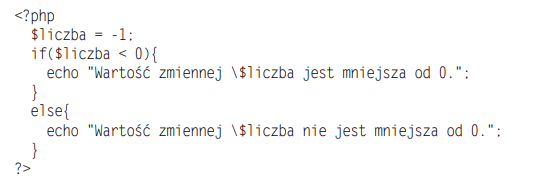 <?php
$liczba = -1;
if($liczba < 0){
echo "Wartość zmiennej \$liczba jest mniejsza od 0.";
}
else{
echo "Wartość zmiennej \$liczba nie jest mniejsza od 0.";
}
?>